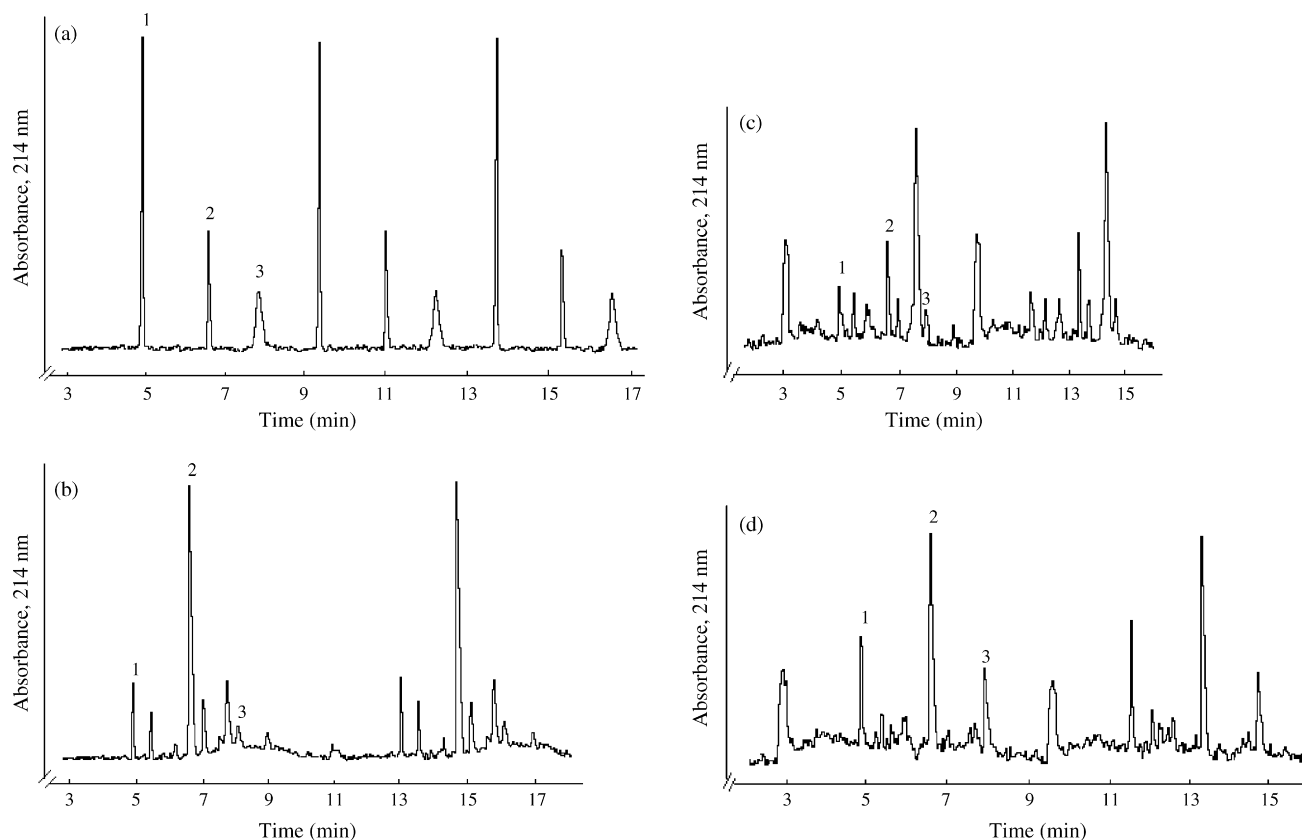 (a)
1
2
3
Absorbance, 214 nm
3 5 7 9 11 13 15 17
Time (min)
(b)
1
2
3
Absorbance, 214 nm
3 5 7 9 11 13 15 17
Time (min)
(c)
1
2
3
Absorbance, 214 nm
3 5 7 9 11 13 15
Time (min)
(d)
1
2
3
Absorbance, 214 nm
3 5 7 9 11 13 15
Time (min)